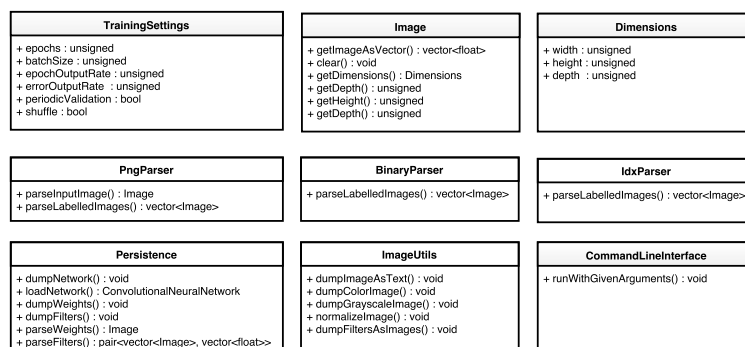 TrainingSettings
+ epochs : unsigned
+ batchSize : unsigned
+ epochOutputRate : unsigned
+ errorOutputRate : unsigned
+ periodicValidation : bool
+ shuffle : bool
Image
+ getImageAsVector() : vector<float>
+ clear() : void
+ getDimensions() : Dimensions
+ getDepth() : unsigned
+ getHeight() : unsigned
+ getDepth() : unsigned
Dimensions
+ width : unsigned
+ height : unsigned
+ depth : unsigned
PngParser
+ parseInputImage() : Image
+ parseLabelledImages() : vector<Image>
BinaryParser
+ parseLabelledImages() : vector<Image>
IdxParser
+ parseLabelledImages() : vector<Image>
Persistence
+ dumpNetwork() : void
+ loadNetwork() : ConvolutionalNeuralNetwork
+ dumpWeights() : void
+ dumpFilters() : void
+ parseWeights() : Image
+ parseFilters() : pair<vector<Image>, vector<float>>
ImageUtils
+ dumpImageAsText() : void
+ dumpColorImage() : void
+ dumpGrayscaleImage() : void
+ normalizeImage() : void
+ dumpFiltersAsImages() : void
CommandLineInterface
+ runWithGivenArguments() : void